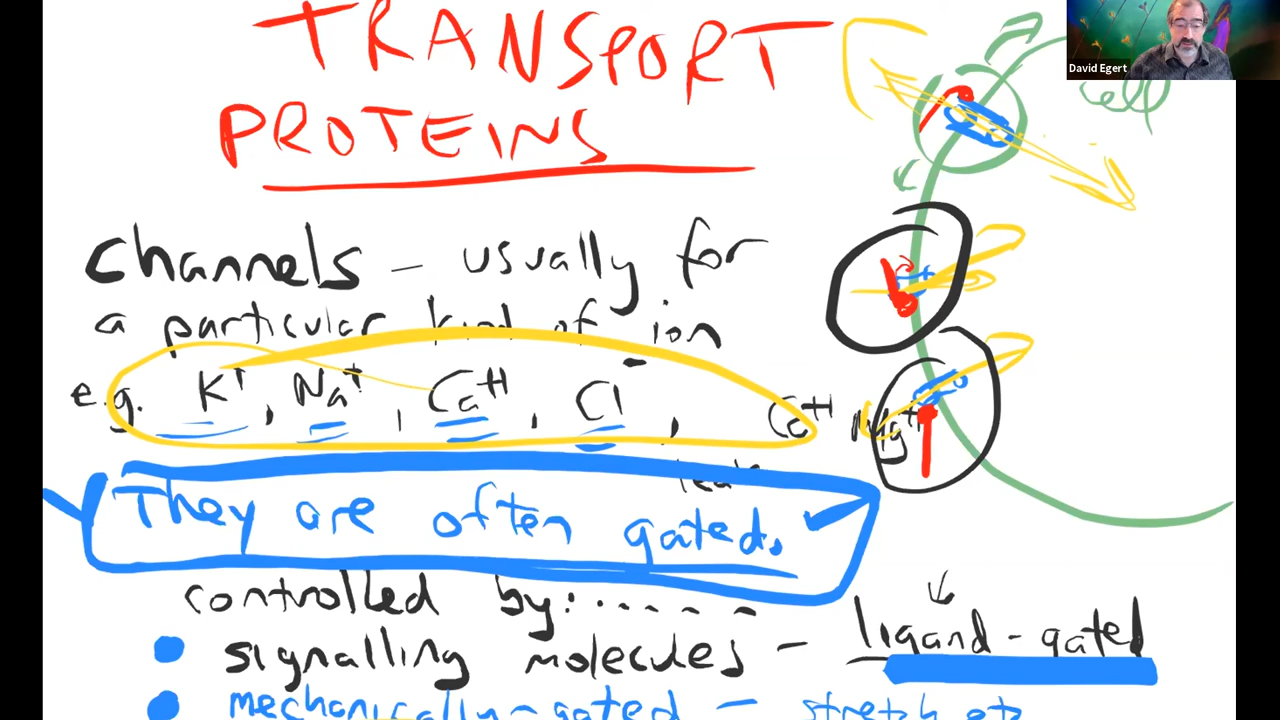 TRANSPORT
PROTEINS
David Egert
cell
channels - usually for
a particular kind of ion
e.g. K⁺, Na⁺, Ca⁺⁺, Cl⁻,
Ca⁺⁺ Mg⁺⁺
They are often gated.
controlled by:.....
signalling molecules - ligand-gated
mechanically-gated - stretch etc